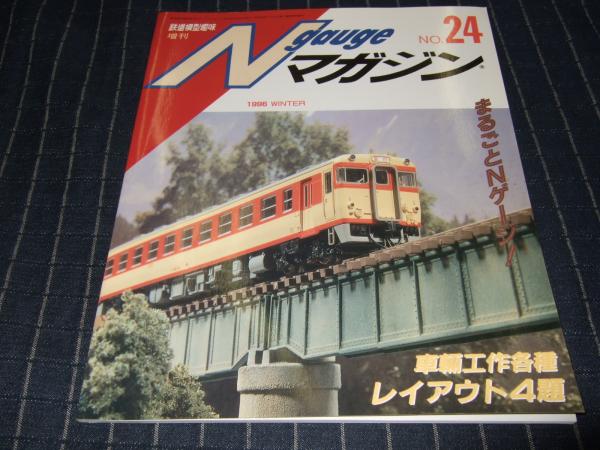 鉄道模型趣味
増刊
N gauge
マガジン
NO.24
1996 WINTER
まるごとNゲージ!
車輛工作各種
レイアウト4題